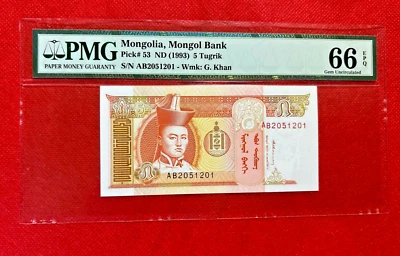 PMG
PAPER MONEY GUARANTY
Mongolia, Mongol Bank
Pick# 53 ND (1993) 5 Tugrik
S/N AB2051201 - Wmk: G. Khan
66 EPQ
Gem Uncirculated
AB2051201
AB2051201